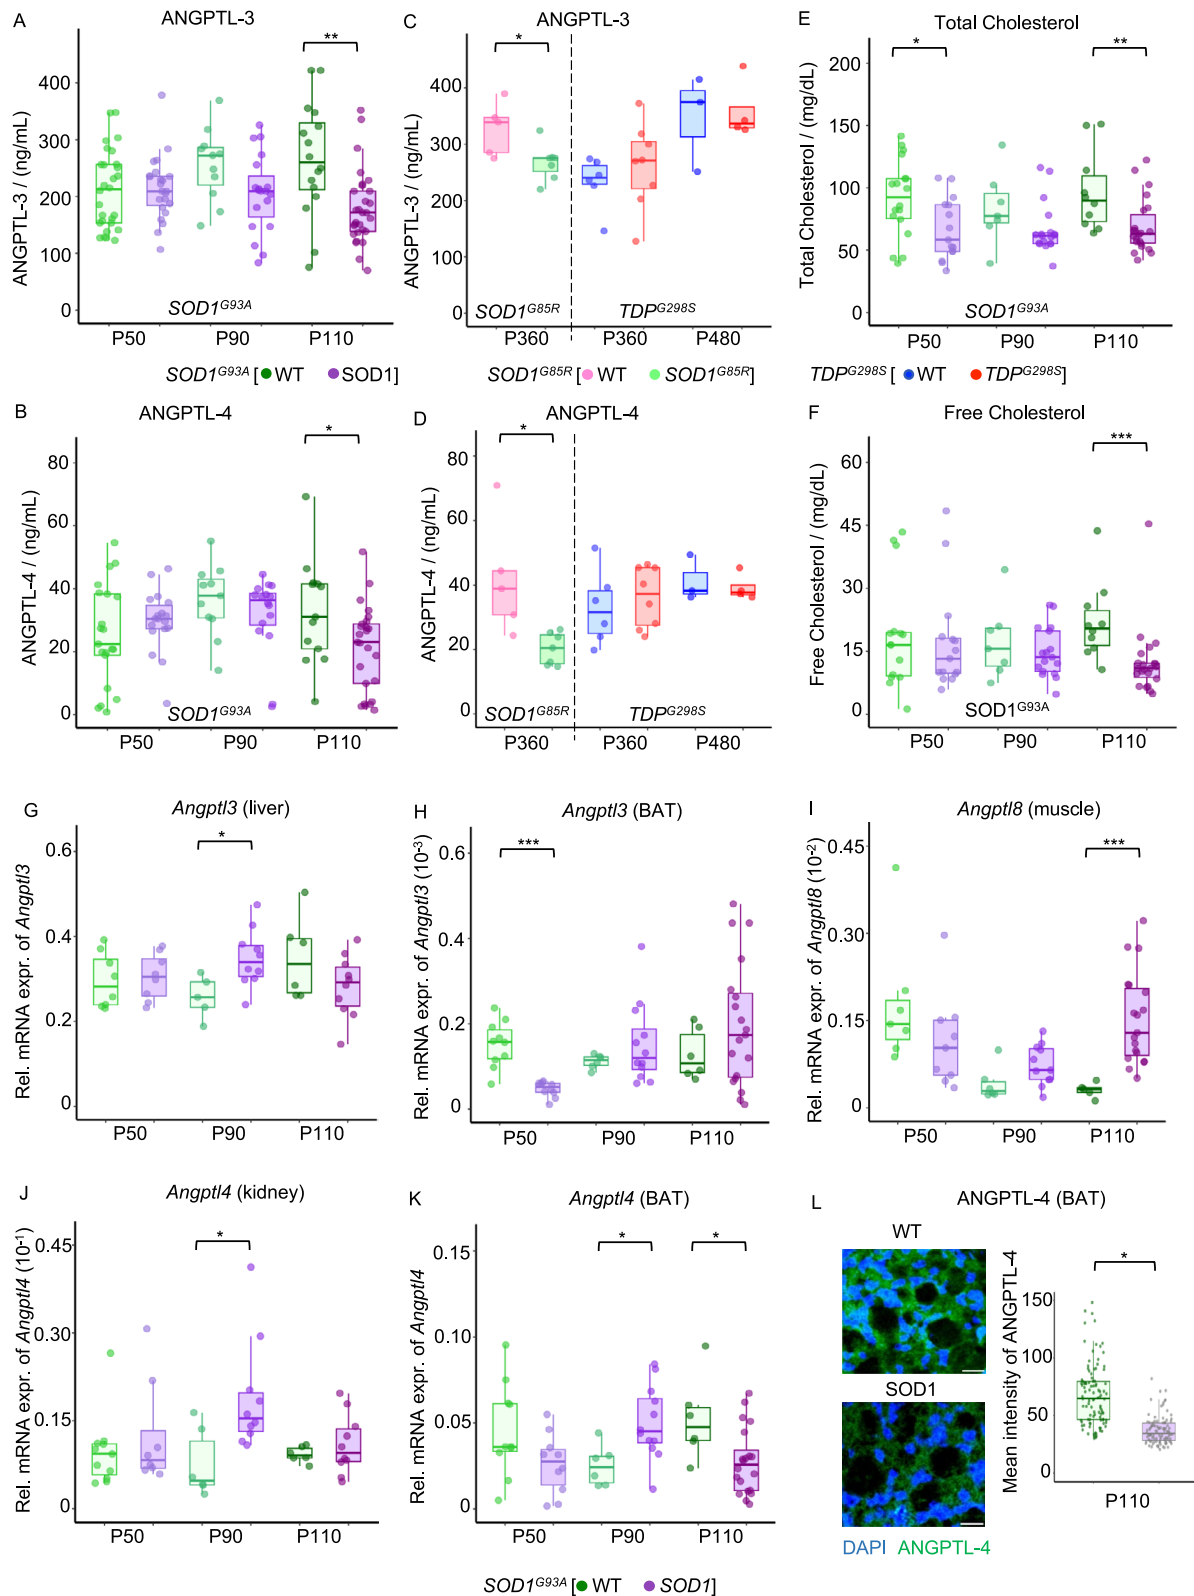 A
ANGPTL-3
ANGPTL-3 / (ng/mL)
400
300
200
100
0
**
SOD1G93A
P50 P90 P110
C
ANGPTL-3
ANGPTL-3 / (ng/mL)
400
300
200
100
0
*
SOD1G85R TDPG298S
P360 P360 P480
E
Total Cholesterol
Total Cholesterol / (mg/dL)
200
150
100
50
0
* **
SOD1G93A
P50 P90 P110
SOD1G93A [ WT SOD1]
SOD1G85R [ WT SOD1G85R]
TDPG298S [ WT TDPG298S]
B
ANGPTL-4
ANGPTL-4 / (ng/mL)
80
60
40
20
0
*
SOD1G93A
P50 P90 P110
D
ANGPTL-4
ANGPTL-4 / (ng/mL)
80
60
40
20
0
*
SOD1G85R TDPG298S
P360 P360 P480
F
Free Cholesterol
Free Cholesterol / (mg/dL)
60
45
30
15
0
***
SOD1G93A
P50 P90 P110
G
Angptl3 (liver)
Rel. mRNA expr. of Angptl3
0.6
0.4
0.2
0
*
P50 P90 P110
H
Angptl3 (BAT)
Rel. mRNA expr. of Angptl3 (10-3)
0.6
0.4
0.2
0
***
P50 P90 P110
I
Angptl8 (muscle)
Rel. mRNA expr. of Angptl8 (10-2)
0.45
0.30
0.15
0
***
P50 P90 P110
J
Angptl4 (kidney)
Rel. mRNA expr. of Angptl4 (10-1)
0.45
0.30
0.15
0
*
P50 P90 P110
K
Angptl4 (BAT)
Rel. mRNA expr. of Angptl4
0.15
0.10
0.05
0
* *
P50 P90 P110
L
ANGPTL-4 (BAT)
WT
SOD1
DAPI ANGPTL-4
Mean intensity of ANGPTL-4
150
100
50
0
*
P110
SOD1G93A [ WT SOD1]